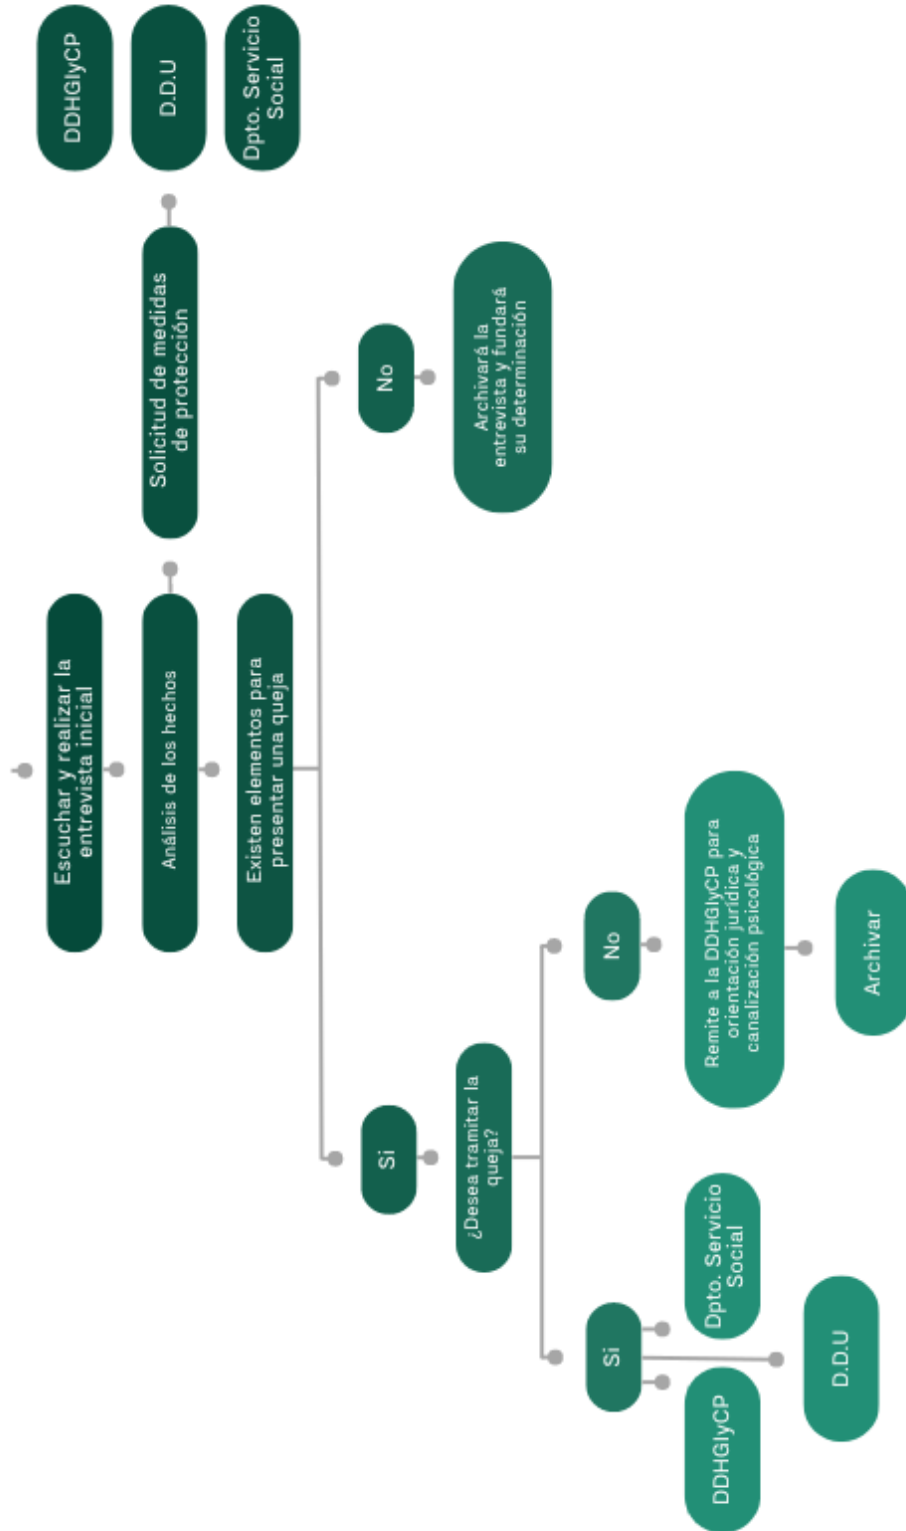 Escuchar y realizar la
entrevista inicial
Análisis de los hechos
Solicitud de medidas
de protección
DDHGIyCP
D.D.U
Dpto. Servicio
Social
Existen elementos para
presentar una queja
Si
No
¿Desea tramitar la
queja?
Archivará la
entrevista y fundará
su determinación
Si
No
DDHGIyCP
Dpto. Servicio
Social
D.D.U
Remite a la DDHGIyCP para
orientación jurídica y
canalización psicológica
Archivar